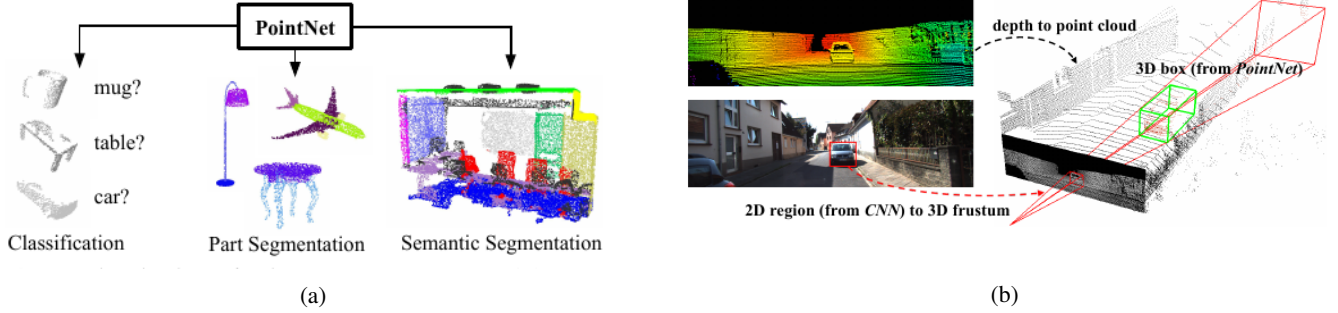 PointNet
mug?
table?
car?
Classification
Part Segmentation
Semantic Segmentation
(a)
depth to point cloud
3D box (from PointNet)
2D region (from CNN) to 3D frustum
(b)